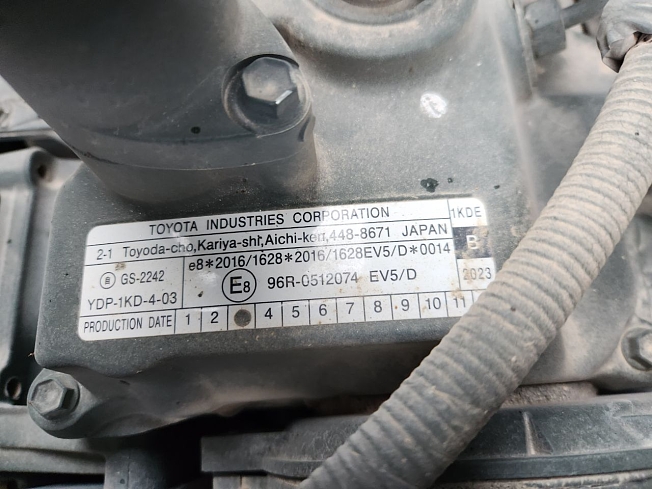 TOYOTA INDUSTRIES CORPORATION 1KDE
2-1 Toyoda-cho,Kariya-shi,Aichi-ken,448-8671 JAPAN
GS-2242 e8*2016/1628*2016/1628EV5/D*0014 B
YDP-1KD-4-03 E8 96R-0512074 EV5/D 2023
PRODUCTION DATE 1 2 4 5 6 7 8 9 10 11